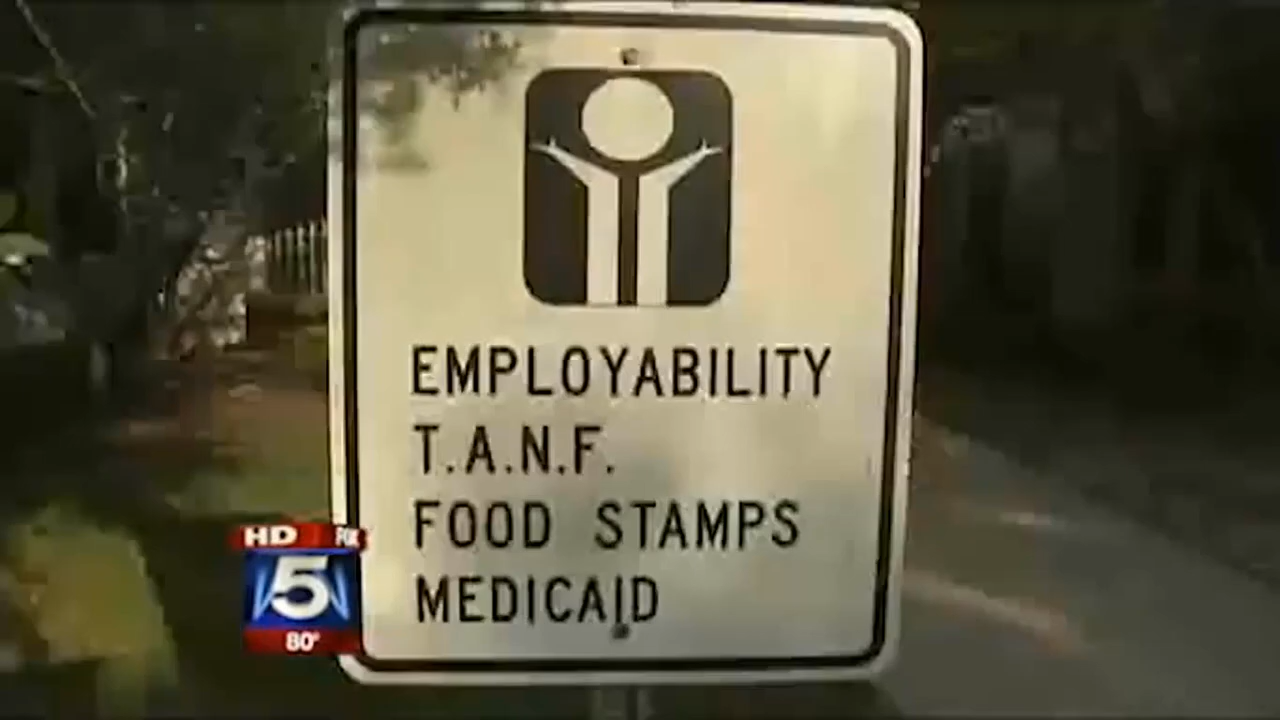 EMPLOYABILITY
T.A.N.F.
FOOD STAMPS
MEDICAID
HD FOX
5
80°